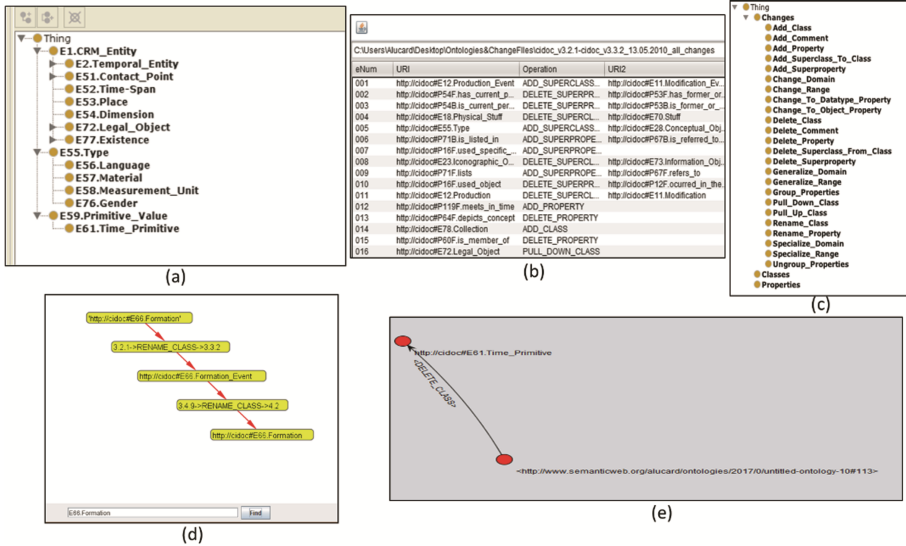 Thing
E1.CRM_Entity
E2.Temporal_Entity
E51.Contact_Point
E52.Time-Span
E53.Place
E54.Dimension
E72.Legal_Object
E77.Existence
E55.Type
E56.Language
E57.Material
E58.Measurement_Unit
E76.Gender
E59.Primitive_Value
E61.Time_Primitive
(a)
C:\Users\Alucard\Desktop\Ontologies&ChangeFiles\cidoc_v3.2.1-cidoc_v3.3.2_13.05.2010_all_changes
eNum URI Operation URI2
001 http://cidoc#E12.Production_Event ADD_SUPERCLASS... http://cidoc#E11.Modification_Ev...
002 http://cidoc#P54F.has_current_p... DELETE_SUPERPR... http://cidoc#P53F.has_former_or...
003 http://cidoc#P54B.is_current_per... DELETE_SUPERPR... http://cidoc#P53B.is_former_or_...
004 http://cidoc#E18.Physical_Stuff DELETE_SUPERCL... http://cidoc#E70.Stuff
005 http://cidoc#E55.Type ADD_SUPERCLASS... http://cidoc#E28.Conceptual_Obj...
006 http://cidoc#P71B.is_listed_in ADD_SUPERPROPE... http://cidoc#P67B.is_referred_to...
007 http://cidoc#P16F.used_specific_... ADD_SUPERPROPE...
008 http://cidoc#E23.Iconographic_O... DELETE_SUPERCL... http://cidoc#E73.Information_Obj...
009 http://cidoc#P71F.lists ADD_SUPERPROPE... http://cidoc#P67F.refers_to
010 http://cidoc#P16F.used_object DELETE_SUPERPR... http://cidoc#P12F.ocurred_in_the...
011 http://cidoc#E12.Production DELETE_SUPERCL... http://cidoc#E11.Modification
012 http://cidoc#P119F.meets_in_time ADD_PROPERTY
013 http://cidoc#P64F.depicts_concept DELETE_PROPERTY
014 http://cidoc#E78.Collection ADD_CLASS
015 http://cidoc#P60F.is_member_of DELETE_PROPERTY
016 http://cidoc#E72.Legal_Object PULL_DOWN_CLASS
(b)
Thing
Changes
Add_Class
Add_Comment
Add_Property
Add_Superclass_To_Class
Add_Superproperty
Change_Domain
Change_Range
Change_To_Datatype_Property
Change_To_Object_Property
Delete_Class
Delete_Comment
Delete_Property
Delete_Superclass_From_Class
Delete_Superproperty
Generalize_Domain
Generalize_Range
Group_Properties
Pull_Down_Class
Pull_Up_Class
Rename_Class
Rename_Property
Specialize_Domain
Specialize_Range
Ungroup_Properties
Classes
Properties
(c)
"http://cidoc#E66.Formation"
3.2.1->RENAME_CLASS->3.3.2
http://cidoc#E66.Formation_Event
3.4.9->RENAME_CLASS->4.2
http://cidoc#E66.Formation
E66.Formation
Find
(d)
http://cidoc#E61.Time_Primitive
<DELETE_CLASS>
<http://www.semanticweb.org/alucard/ontologies/2017/0/untitled-ontology-10#113>
(e)